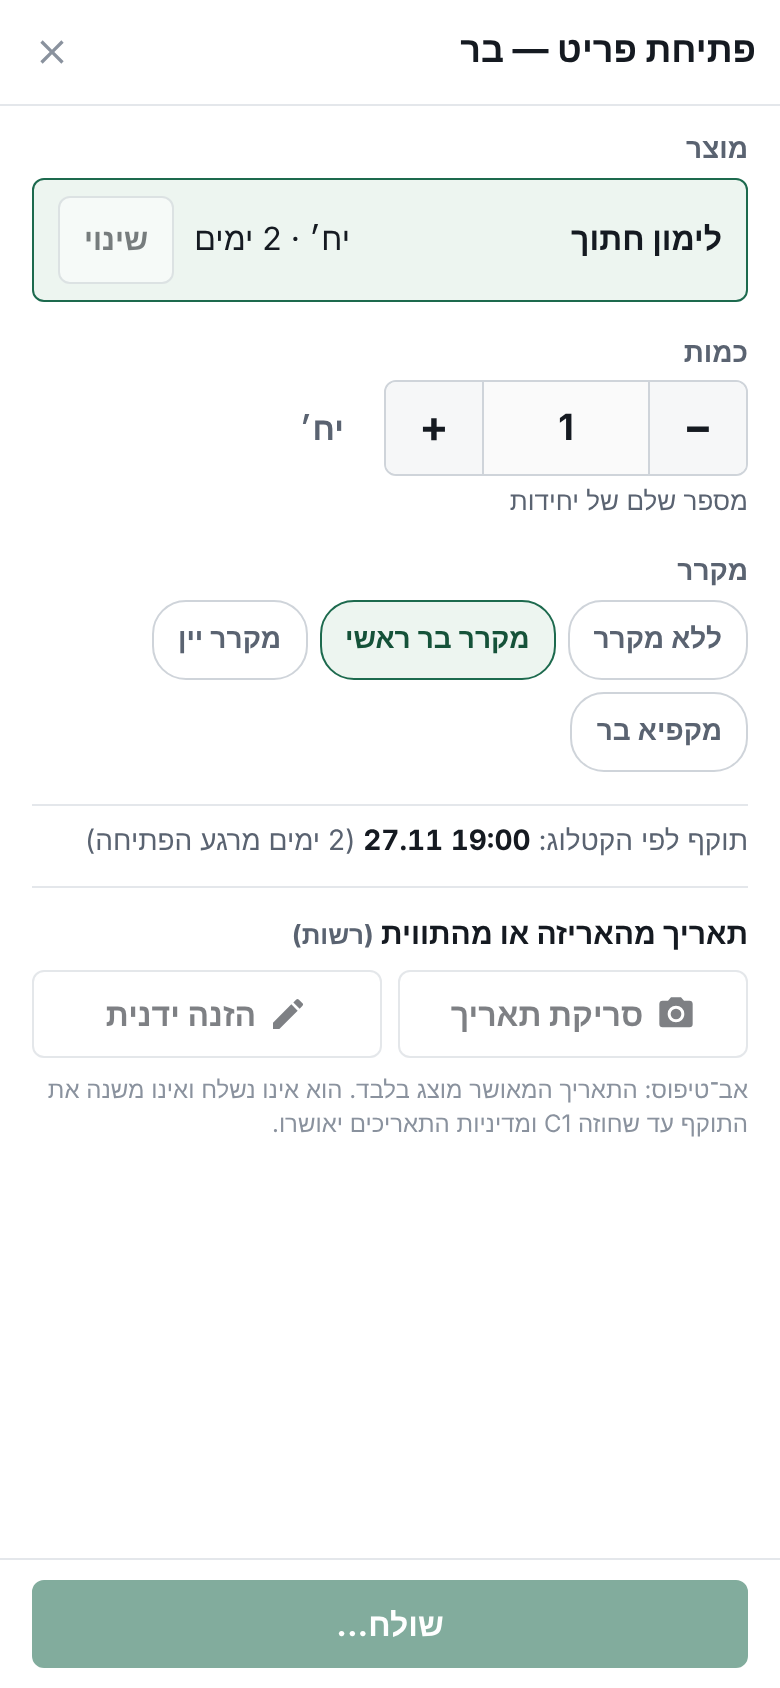 פתיחת פריט — בר
מוצר
לימון חתוך יח׳ · 2 ימים שינוי
כמות
− 1 + יח׳
מספר שלם של יחידות
מקרר
ללא מקרר מקרר בר ראשי מקרר יין
מקפיא בר
תוקף לפי הקטלוג: 27.11 19:00 (2 ימים מרגע הפתיחה)
תאריך מהאריזה או מהתווית (רשות)
סריקת תאריך הזנה ידנית
אב־טיפוס: התאריך המאושר מוצג בלבד. הוא אינו נשלח ואינו משנה את
התוקף עד שחוזה C1 ומדיניות התאריכים יאושרו.
שולח...